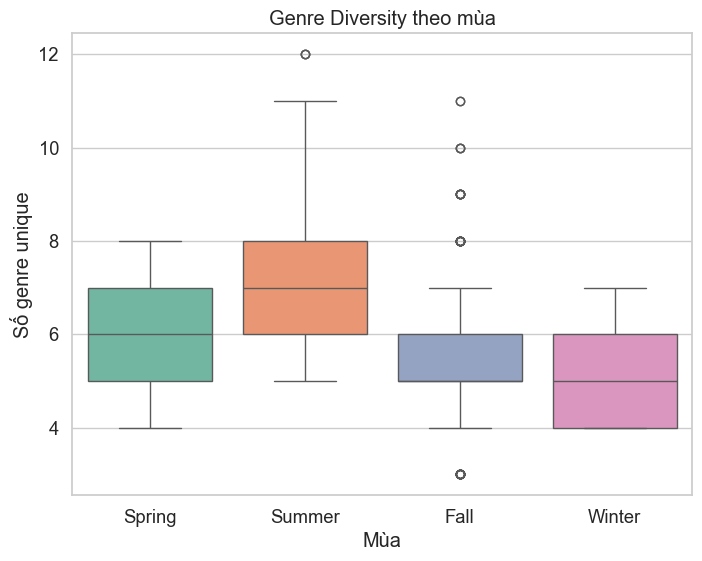 Genre Diversity theo mùa
Số genre unique
12
10
8
6
4
Spring Summer Fall Winter
Mùa